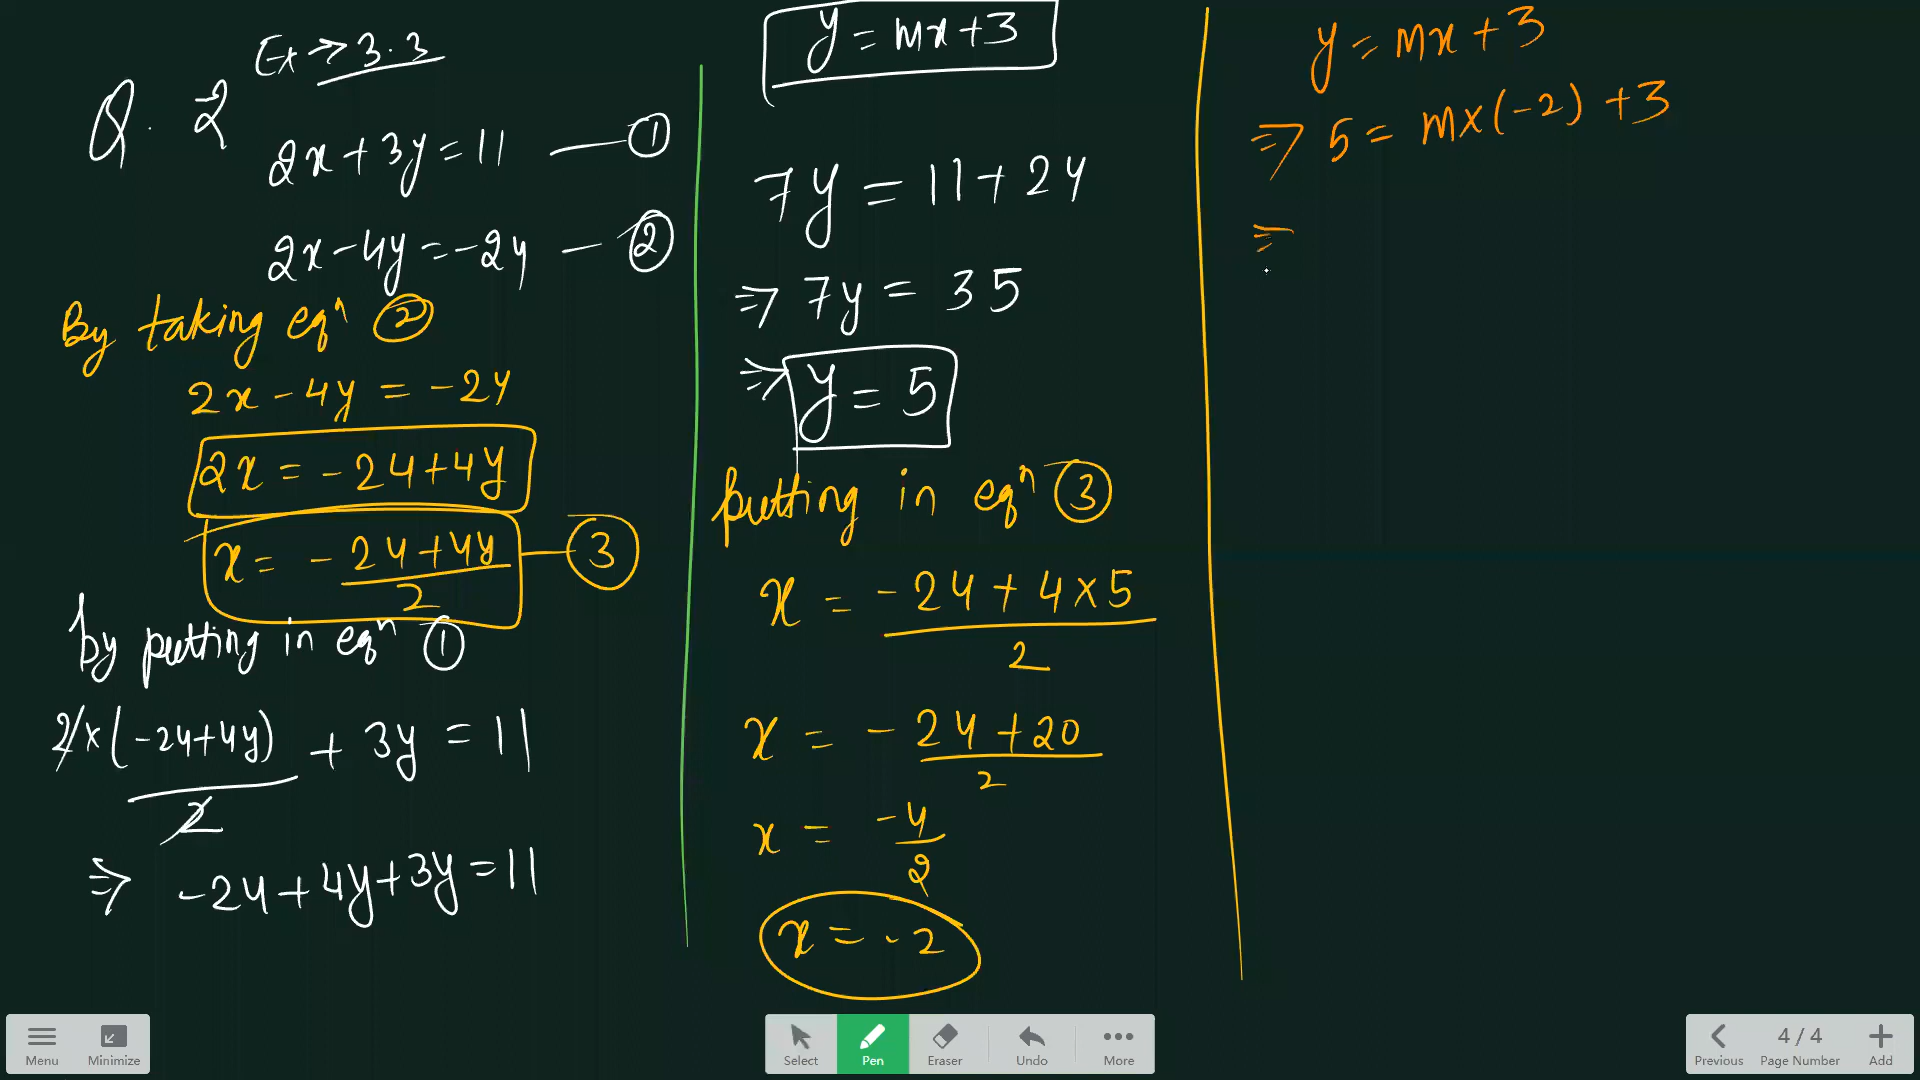 Ex → 3.3
Q. 2
2x + 3y = 11 — ①
2x - 4y = -24 — ②
By taking eqⁿ ②
2x - 4y = -24
2x = -24 + 4y
x = -24 + 4y / 2 — ③
by putting in eqⁿ ①
2 × (-24 + 4y) / 2 + 3y = 11
⇒ -24 + 4y + 3y = 11
y = mx + 3
7y = 11 + 24
⇒ 7y = 35
⇒ y = 5
putting in eqⁿ ③
x = -24 + 4 × 5 / 2
x = -24 + 20 / 2
x = -4 / 2
x = -2
y = mx + 3
⇒ 5 = m × (-2) + 3
⇒
Menu
Minimize
Select
Pen
Eraser
Undo
More
Previous
4 / 4
Page Number
Add